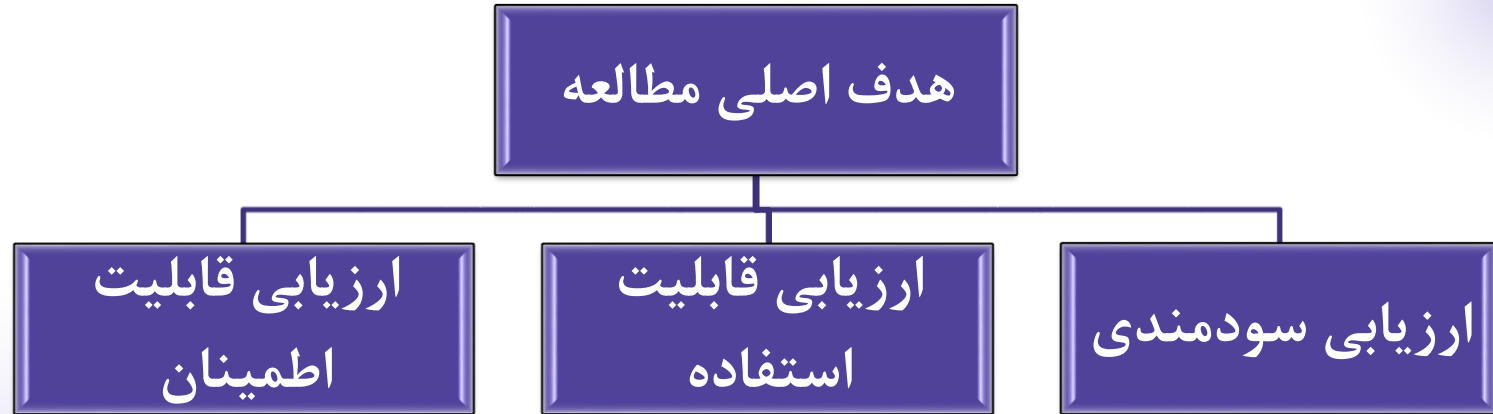 هدف اصلی مطالعه
ارزیابی سودمندی
ارزیابی قابلیت
استفاده
ارزیابی قابلیت
اطمینان